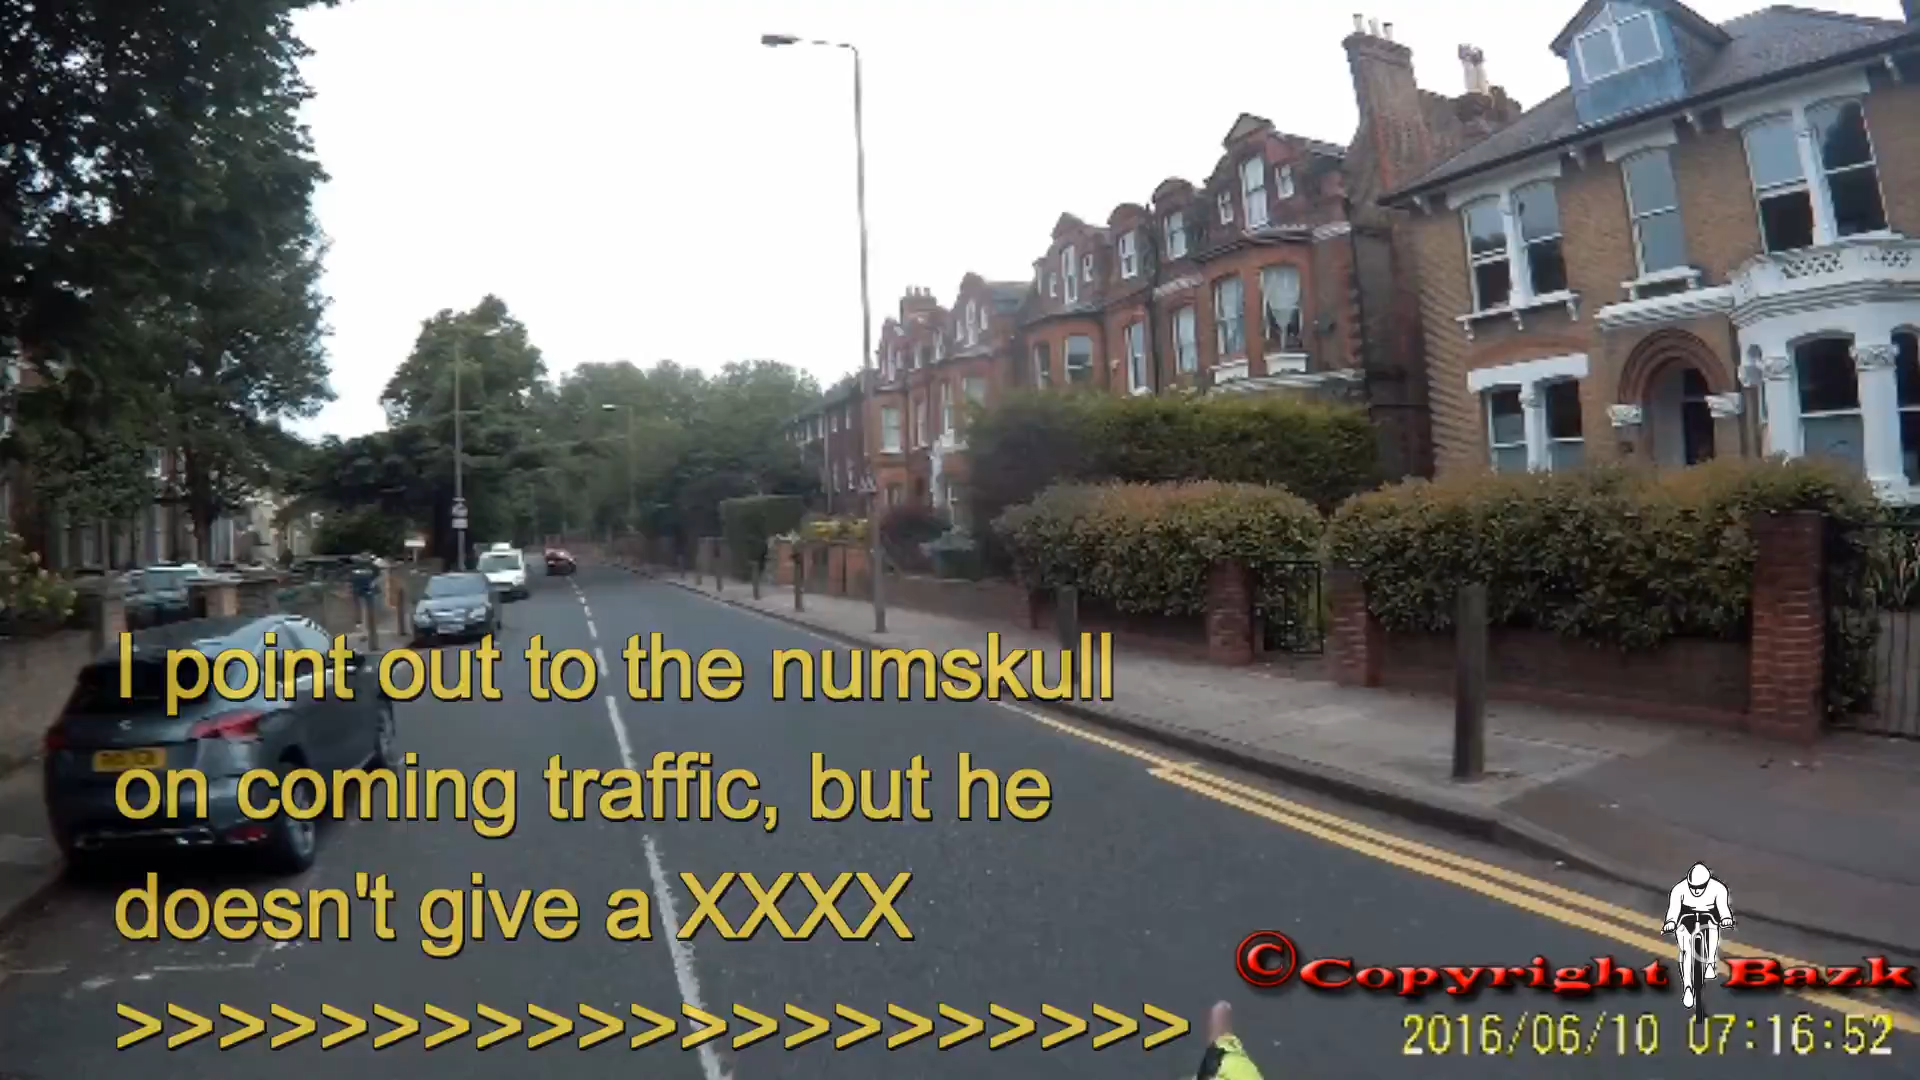 I point out to the numskull
on coming traffic, but he
doesn't give a XXXX
>>>>>>>>>>>>>>>>>>>>>
©Copyright Bazk
2016/06/10 07:16:52